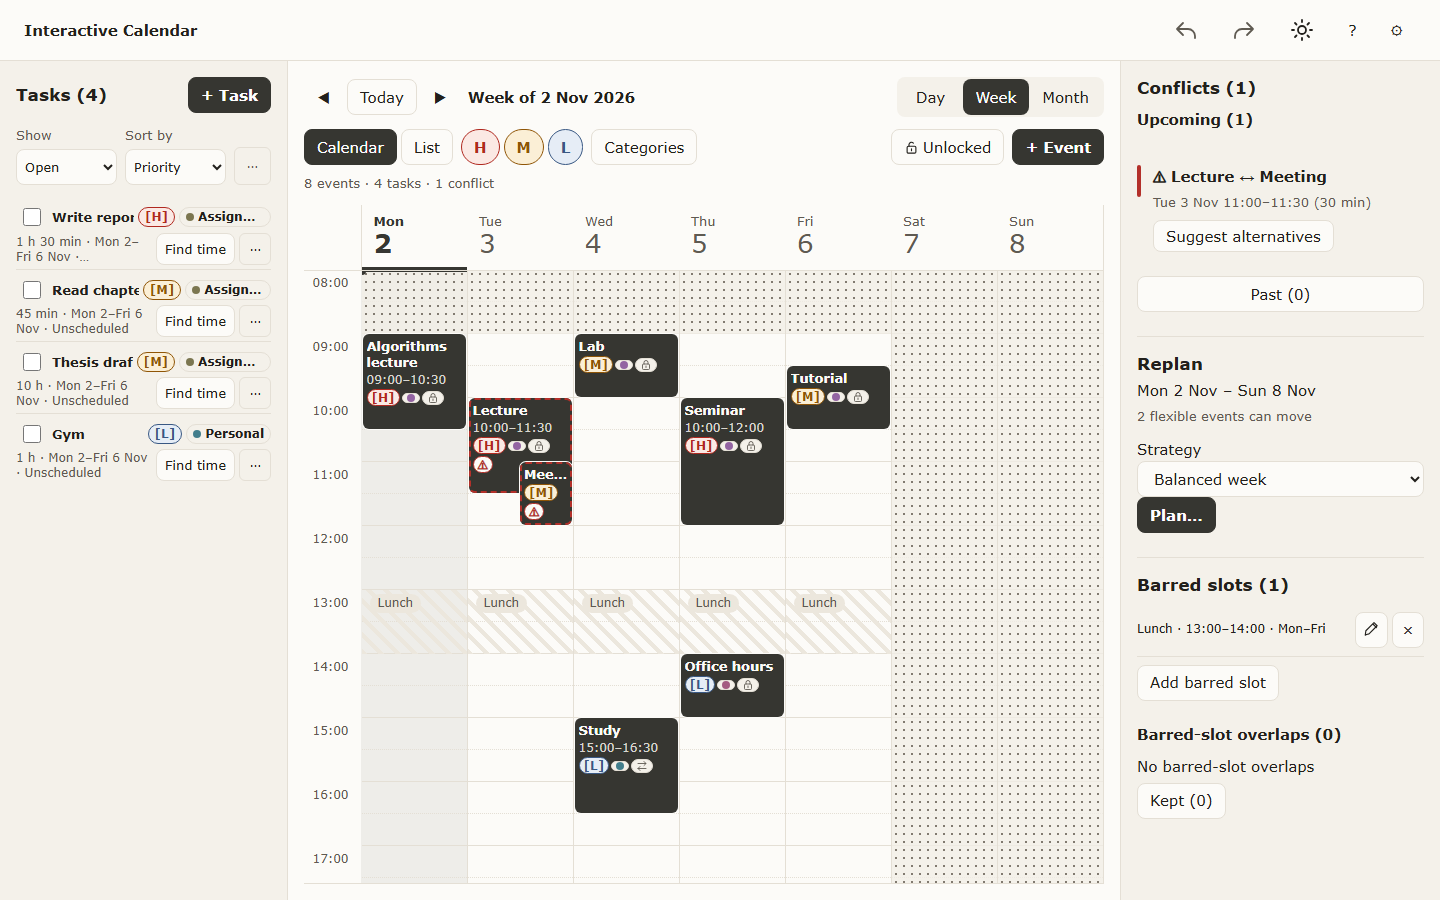 Interactive Calendar
?
Tasks (4)
+ Task
Show
Sort by
Open
Priority
...
Write repor [H] Assign...
1 h 30 min · Mon 2–
Fri 6 Nov ·...
Find time
...
Read chapte [M] Assign...
45 min · Mon 2–Fri 6
Nov · Unscheduled
Find time
...
Thesis draf [M] Assign...
10 h · Mon 2–Fri 6
Nov · Unscheduled
Find time
...
Gym [L] Personal
1 h · Mon 2–Fri 6 Nov
· Unscheduled
Find time
...
◀ Today ▶ Week of 2 Nov 2026
Day Week Month
Calendar List H M L Categories
Unlocked
+ Event
8 events · 4 tasks · 1 conflict
Mon
2
Tue
3
Wed
4
Thu
5
Fri
6
Sat
7
Sun
8
08:00
09:00
10:00
11:00
12:00
13:00
14:00
15:00
16:00
17:00
Algorithms
lecture
09:00–10:30
[H]
Lecture
10:00–11:30
[H]
Mee...
[M]
Lab
[M]
Seminar
10:00–12:00
[H]
Tutorial
[M]
Lunch
Lunch
Lunch
Lunch
Lunch
Office hours
[L]
Study
15:00–16:30
[L]
Conflicts (1)
Upcoming (1)
⚠ Lecture ↔ Meeting
Tue 3 Nov 11:00–11:30 (30 min)
Suggest alternatives
Past (0)
Replan
Mon 2 Nov – Sun 8 Nov
2 flexible events can move
Strategy
Balanced week
Plan...
Barred slots (1)
Lunch · 13:00–14:00 · Mon–Fri
×
Add barred slot
Barred-slot overlaps (0)
No barred-slot overlaps
Kept (0)